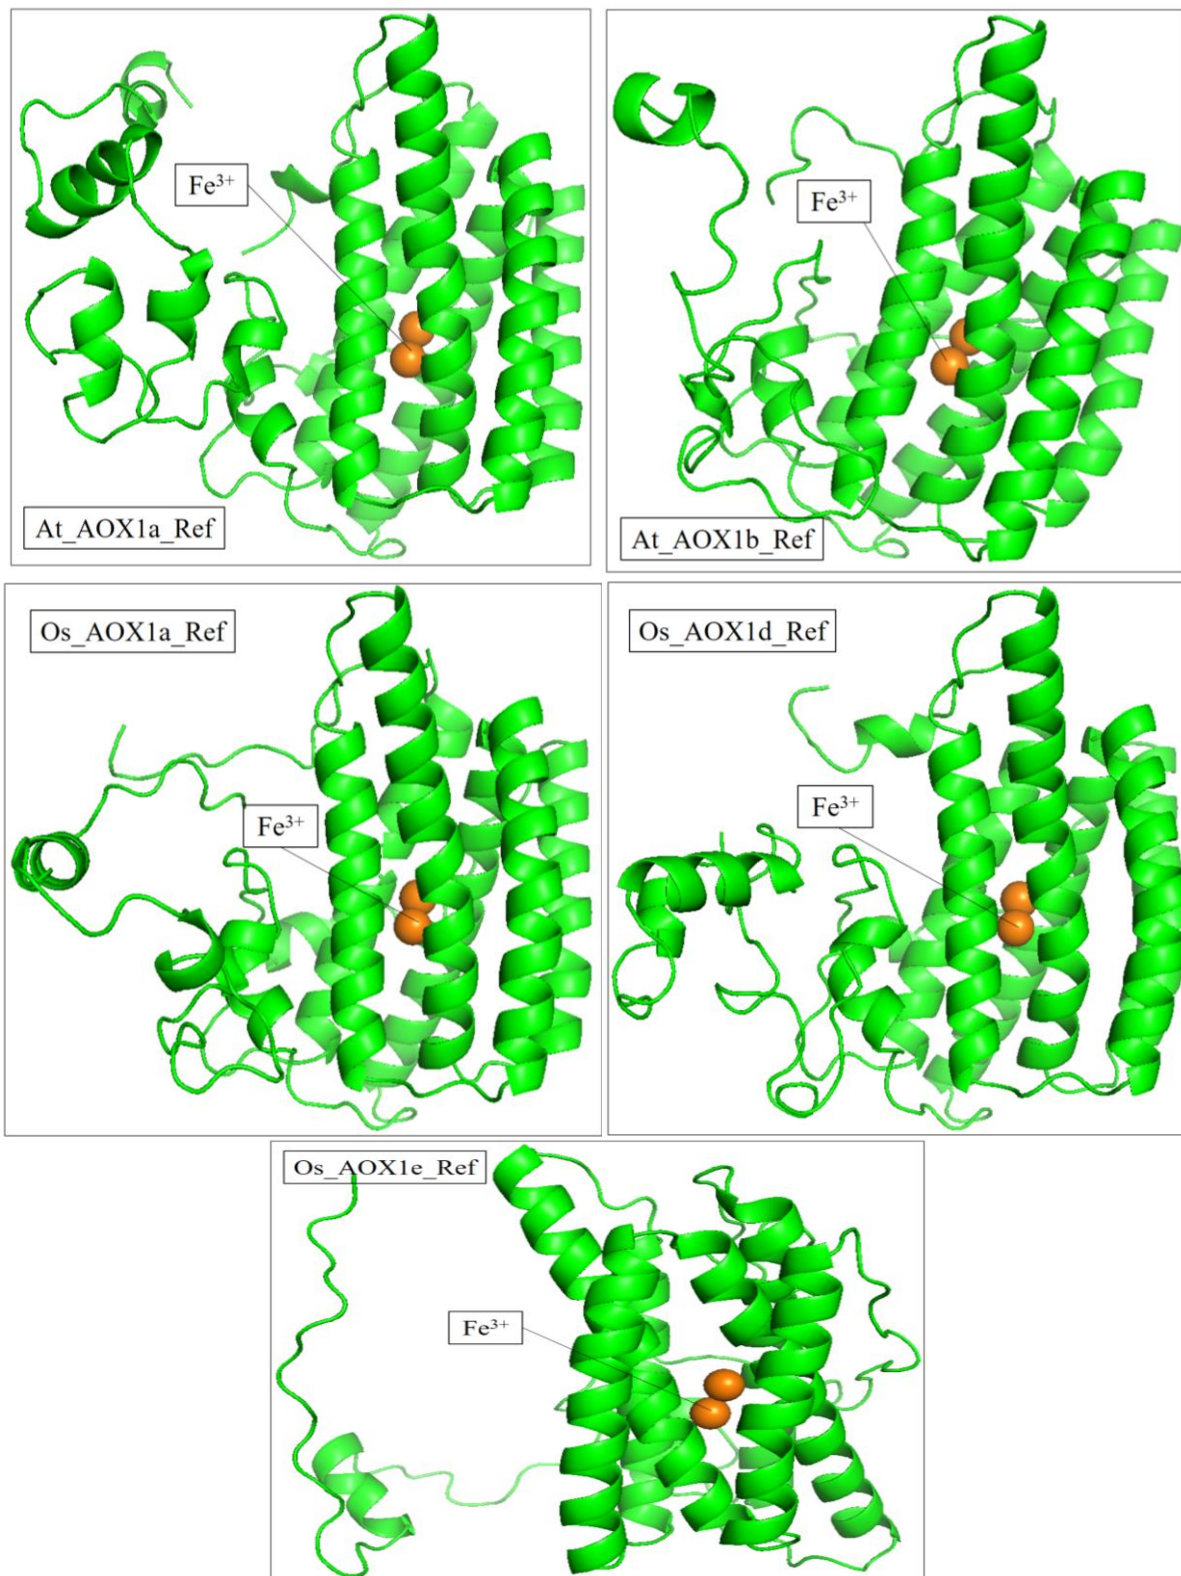 Fe³⁺
At_AOX1a_Ref
Fe³⁺
At_AOX1b_Ref
Os_AOX1a_Ref
Fe³⁺
Os_AOX1d_Ref
Fe³⁺
Os_AOX1e_Ref
Fe³⁺